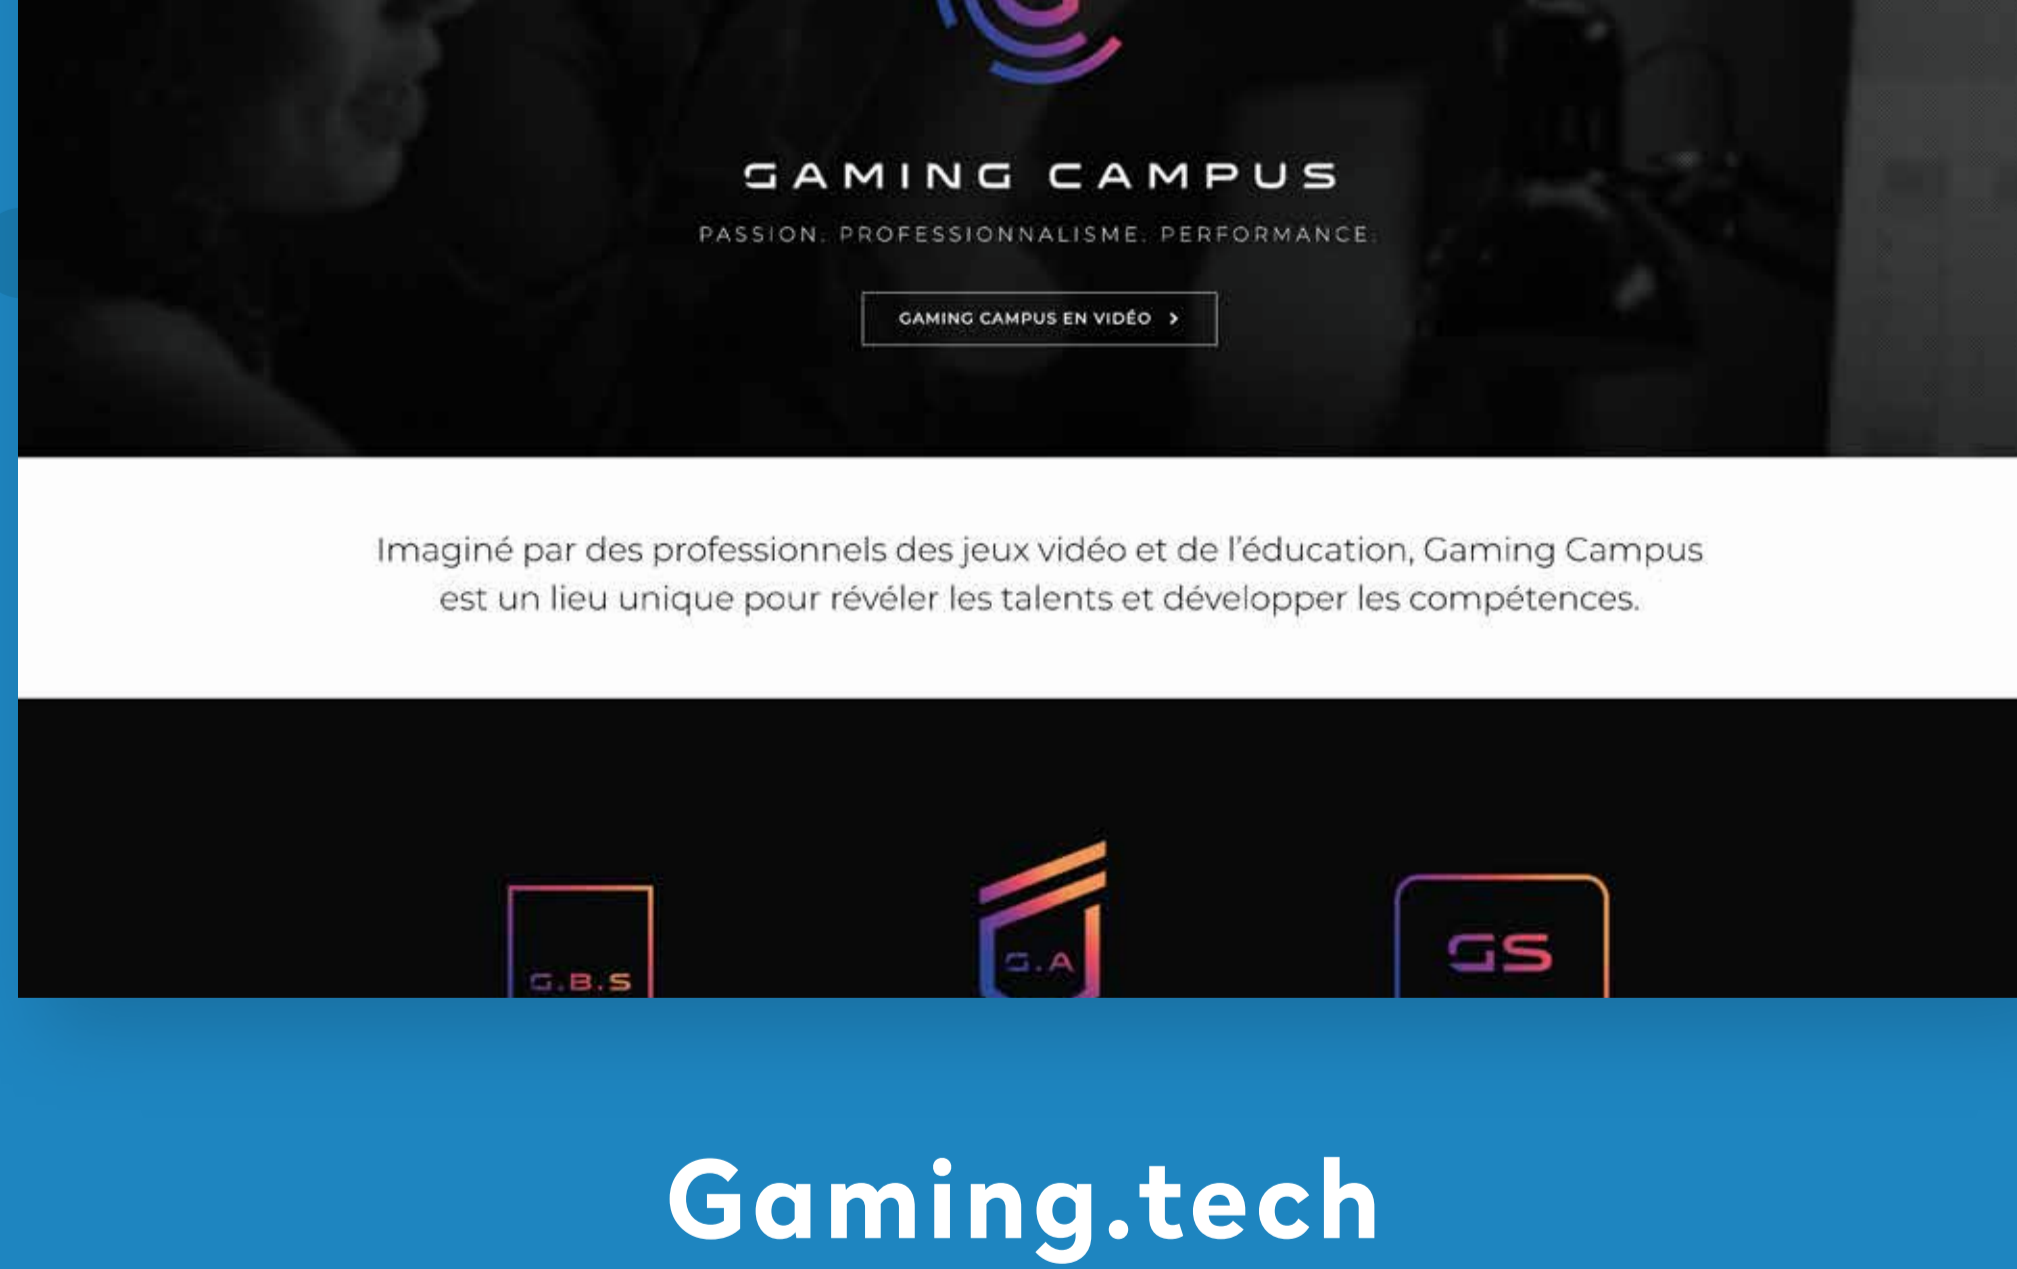 GAMING CAMPUS
PASSION. PROFESSIONNALISME. PERFORMANCE.
GAMING CAMPUS EN VIDÉO
Imaginé par des professionnels des jeux vidéo et de l'éducation, Gaming Campus
est un lieu unique pour révéler les talents et développer les compétences.
G.B.S
G.A
GS
Gaming.tech